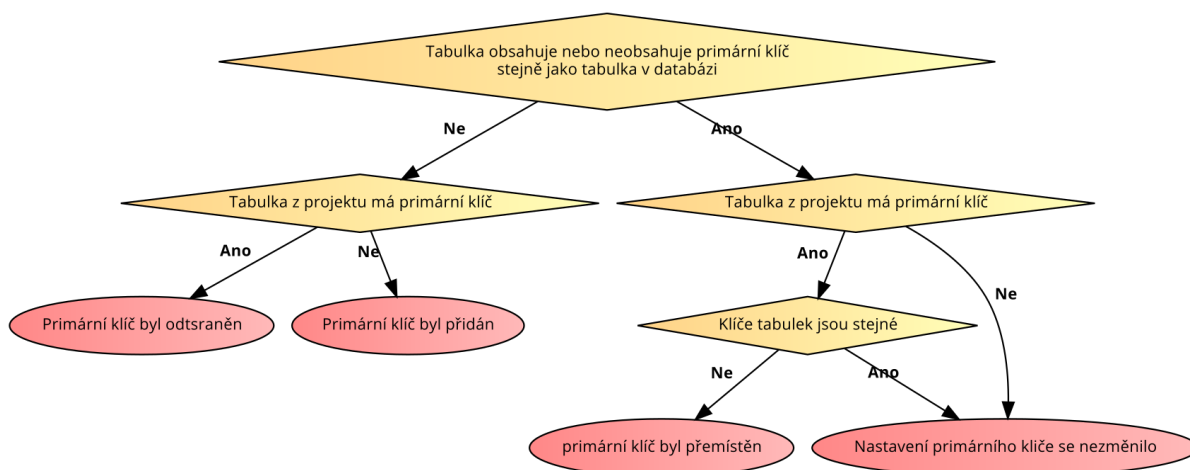 Tabulka obsahuje nebo neobsahuje primární klíč
stejně jako tabulka v databázi
Ne
Ano
Tabulka z projektu má primární klíč
Tabulka z projektu má primární klíč
Ano
Ne
Ano
Ne
Primární klíč byl odtsraněn
Primární klíč byl přidán
Klíče tabulek jsou stejné
Ne
Ano
primární klíč byl přemístěn
Nastavení primárního kliče se nezměnilo